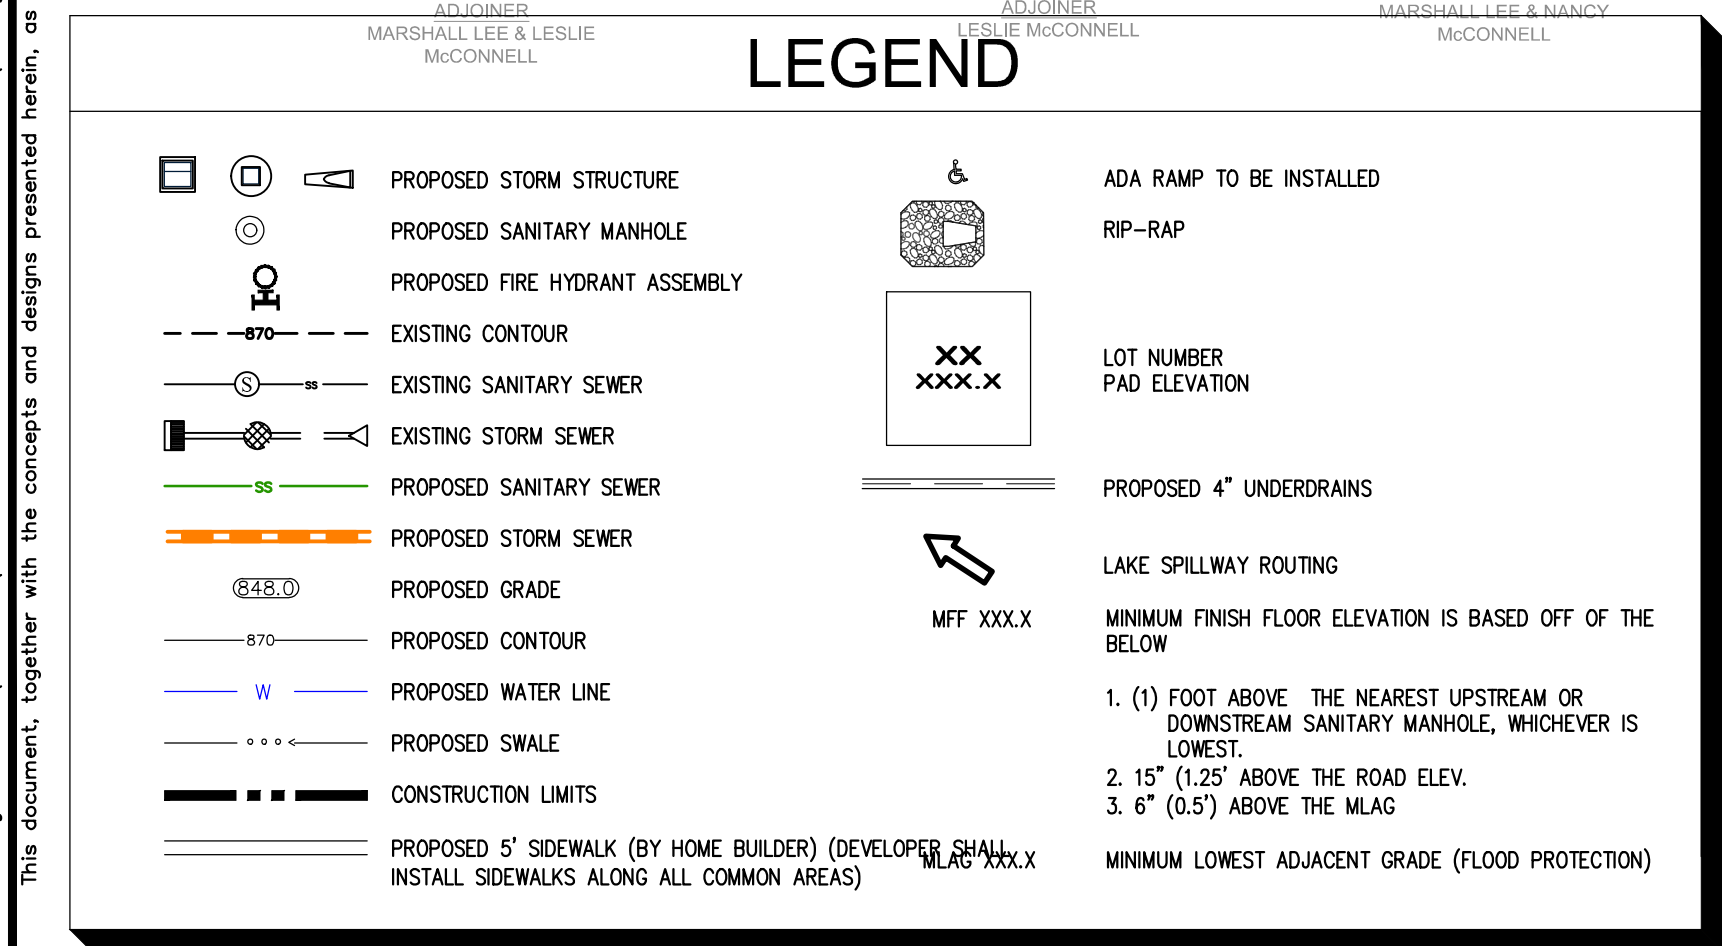 This document, together with the concepts and designs presented herein, as
ADJOINER
MARSHALL LEE & LESLIE
McCONNELL
ADJOINER
LESLIE McCONNELL
MARSHALL LEE & NANCY
McCONNELL
LEGEND
PROPOSED STORM STRUCTURE
PROPOSED SANITARY MANHOLE
PROPOSED FIRE HYDRANT ASSEMBLY
870 EXISTING CONTOUR
S SS EXISTING SANITARY SEWER
EXISTING STORM SEWER
SS PROPOSED SANITARY SEWER
PROPOSED STORM SEWER
848.0 PROPOSED GRADE
870 PROPOSED CONTOUR
W PROPOSED WATER LINE
PROPOSED SWALE
CONSTRUCTION LIMITS
PROPOSED 5' SIDEWALK (BY HOME BUILDER) (DEVELOPER SHALL
INSTALL SIDEWALKS ALONG ALL COMMON AREAS)
ADA RAMP TO BE INSTALLED
RIP-RAP
XX LOT NUMBER
XXX.X PAD ELEVATION
PROPOSED 4" UNDERDRAINS
LAKE SPILLWAY ROUTING
MFF XXX.X MINIMUM FINISH FLOOR ELEVATION IS BASED OFF OF THE
BELOW
1. (1) FOOT ABOVE THE NEAREST UPSTREAM OR
DOWNSTREAM SANITARY MANHOLE, WHICHEVER IS
LOWEST.
2. 15" (1.25' ABOVE THE ROAD ELEV.
3. 6" (0.5') ABOVE THE MLAG
MLAG XXX.X MINIMUM LOWEST ADJACENT GRADE (FLOOD PROTECTION)